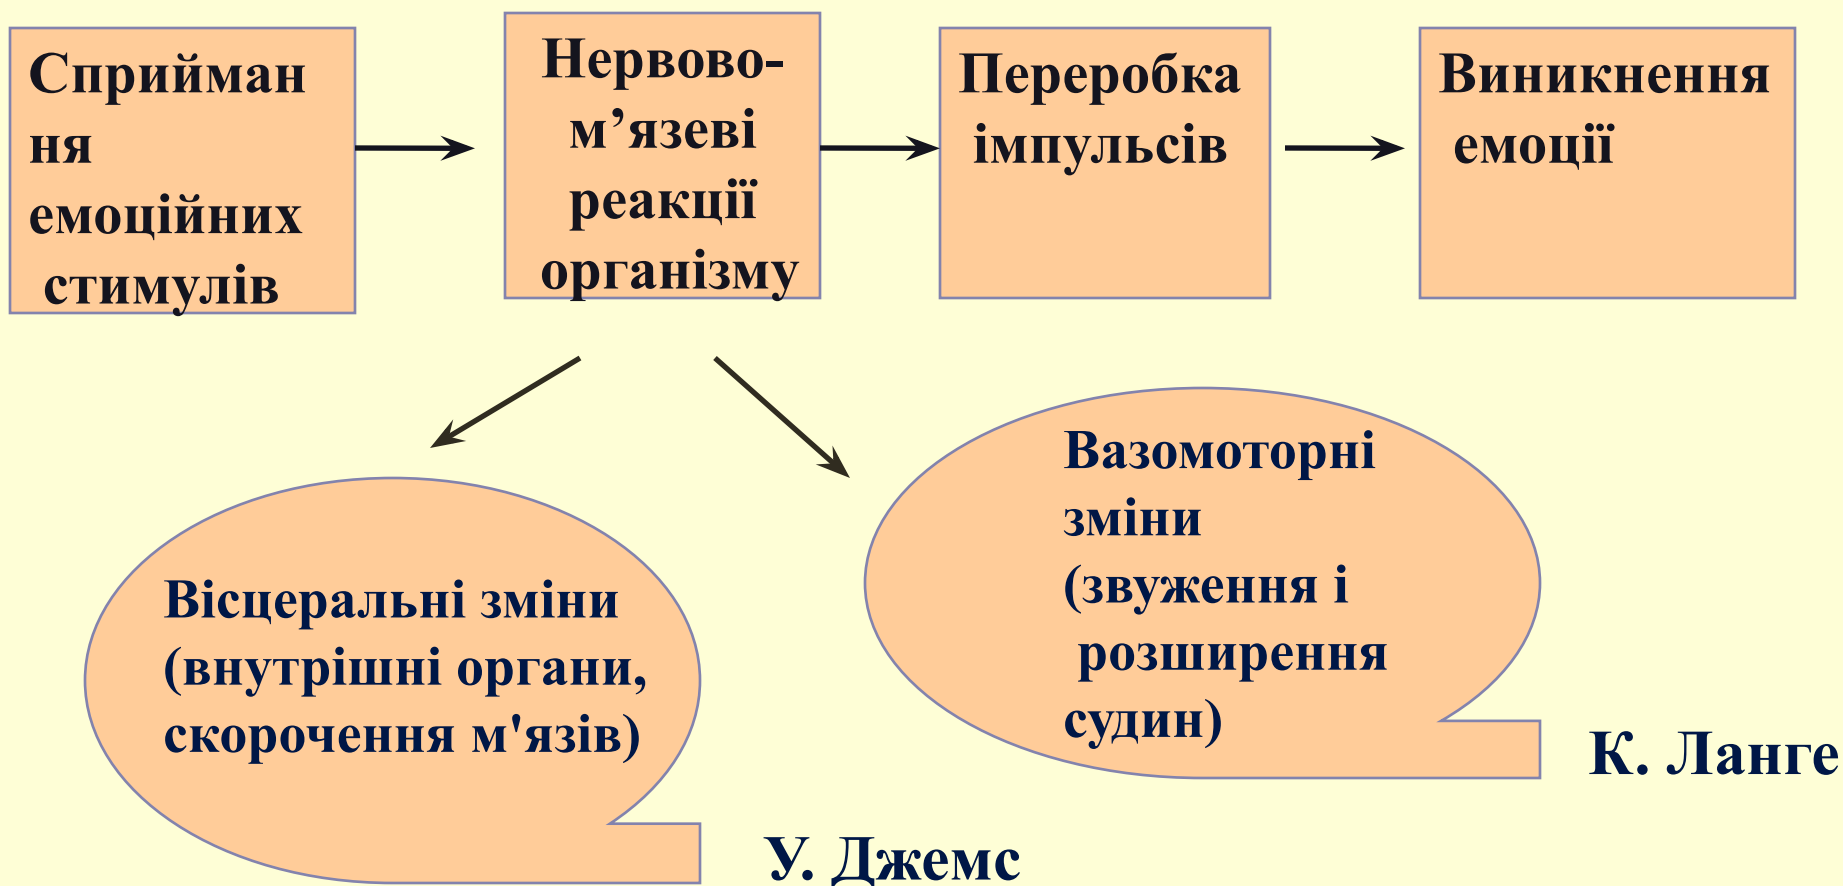 Сприйман
ня
емоційних
стимулів
Нервово-
м’язеві
реакції
організму
Переробка
імпульсів
Виникнення
емоції
Вісцеральні зміни
(внутрішні органи,
скорочення м'язів)
У. Джемс
Вазомоторні
зміни
(звуження і
розширення
судин)
К. Ланге